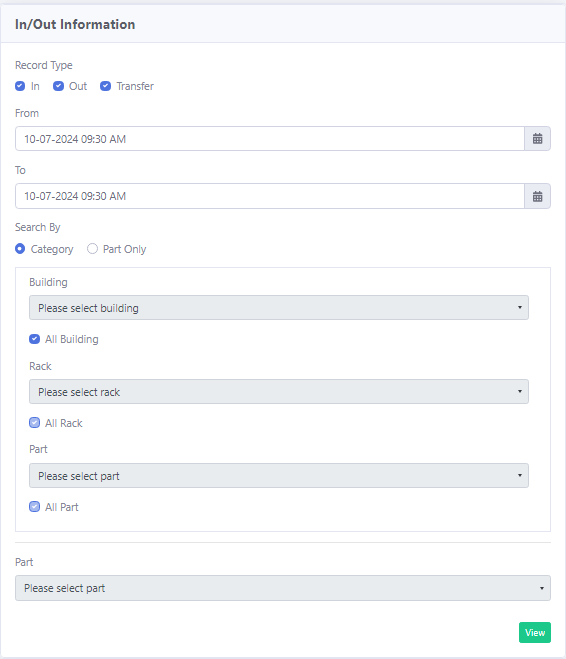 In/Out Information
Record Type
In Out Transfer
From
10-07-2024 09:30 AM
To
10-07-2024 09:30 AM
Search By
Category Part Only
Building
Please select building
All Building
Rack
Please select rack
All Rack
Part
Please select part
All Part
Part
Please select part
View